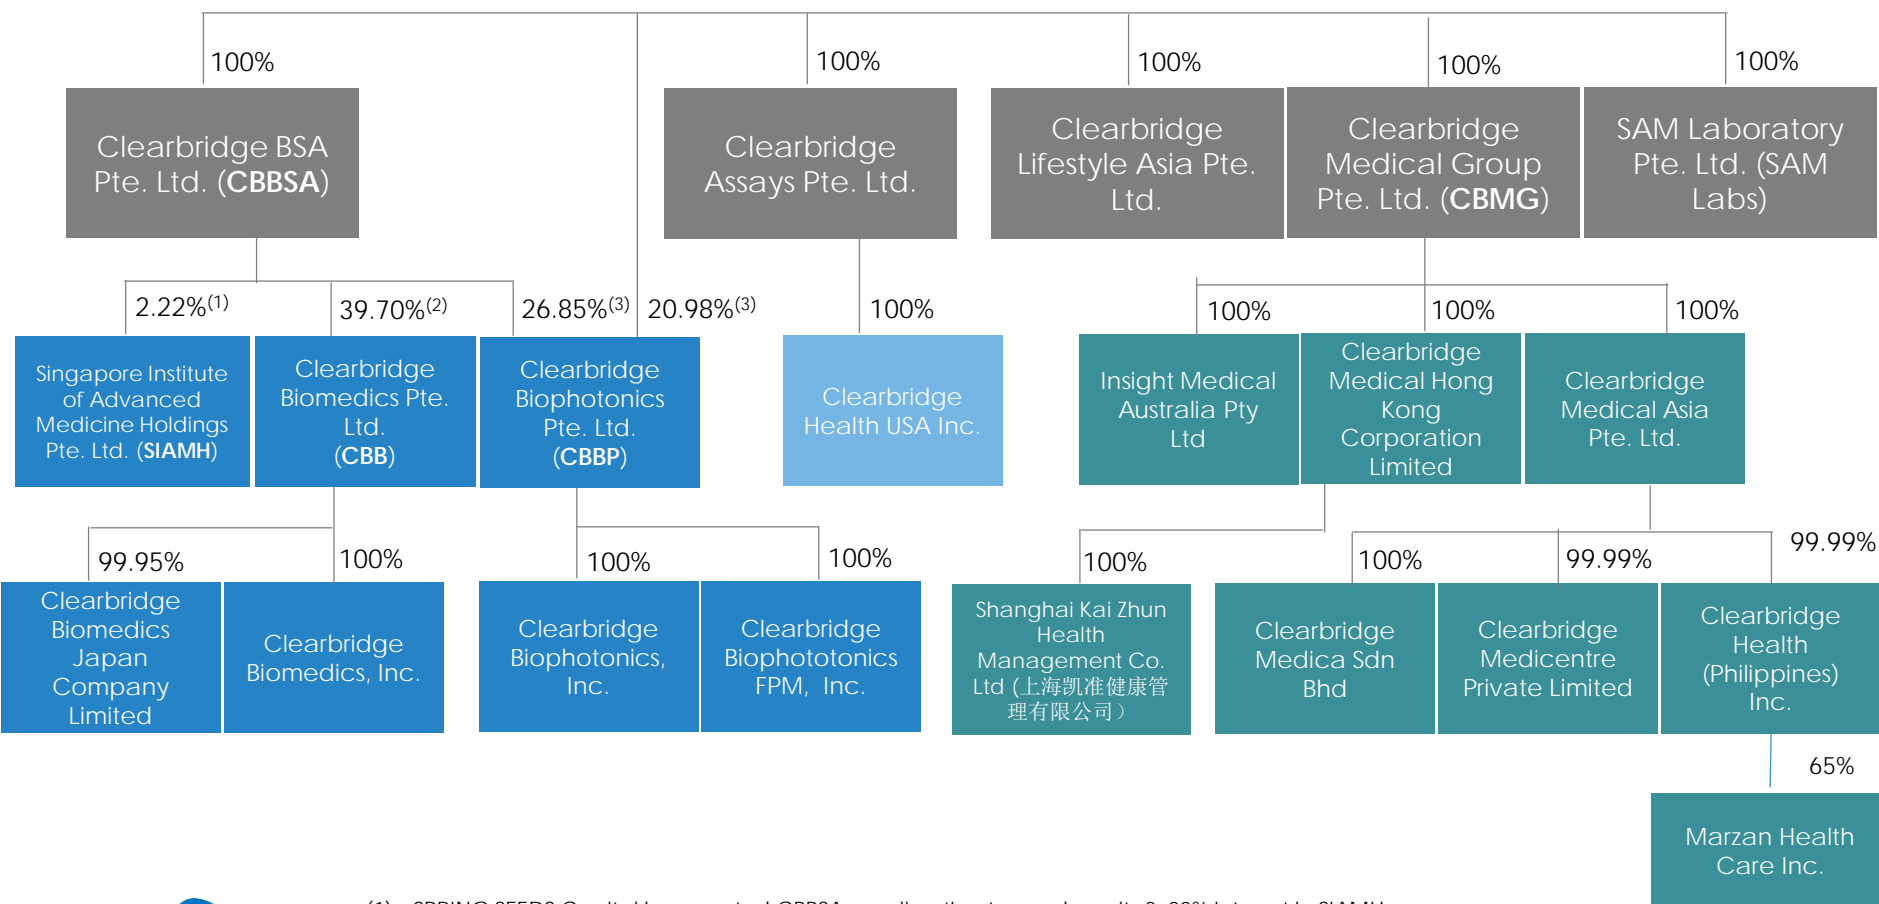 100%
100%
100%
100%
100%
Clearbridge BSA
Pte. Ltd. (CBBSA)
Clearbridge
Assays Pte. Ltd.
Clearbridge
Lifestyle Asia Pte.
Ltd.
Clearbridge
Medical Group
Pte. Ltd. (CBMG)
SAM Laboratory
Pte. Ltd. (SAM
Labs)
2.22%(1)
39.70%(2)
26.85%(3)
20.98%(3)
100%
100%
100%
100%
Singapore Institute
of Advanced
Medicine Holdings
Pte. Ltd. (SIAMH)
Clearbridge
Biomedics Pte.
Ltd.
(CBB)
Clearbridge
Biophotonics
Pte. Ltd.
(CBBP)
Clearbridge
Health USA Inc.
Insight Medical
Australia Pty
Ltd
Clearbridge
Medical Hong
Kong
Corporation
Limited
Clearbridge
Medical Asia
Pte. Ltd.
99.95%
100%
100%
100%
100%
100%
99.99%
99.99%
Clearbridge
Biomedics
Japan
Company
Limited
Clearbridge
Biomedics, Inc.
Clearbridge
Biophotonics,
Inc.
Clearbridge
Biophototonics
FPM, Inc.
Shanghai Kai Zhun
Health
Management Co.
Ltd (上海凯准健康管
理有限公司）
Clearbridge
Medica Sdn
Bhd
Clearbridge
Medicentre
Private Limited
Clearbridge
Health
(Philippines)
Inc.
65%
Marzan Health
Care Inc.